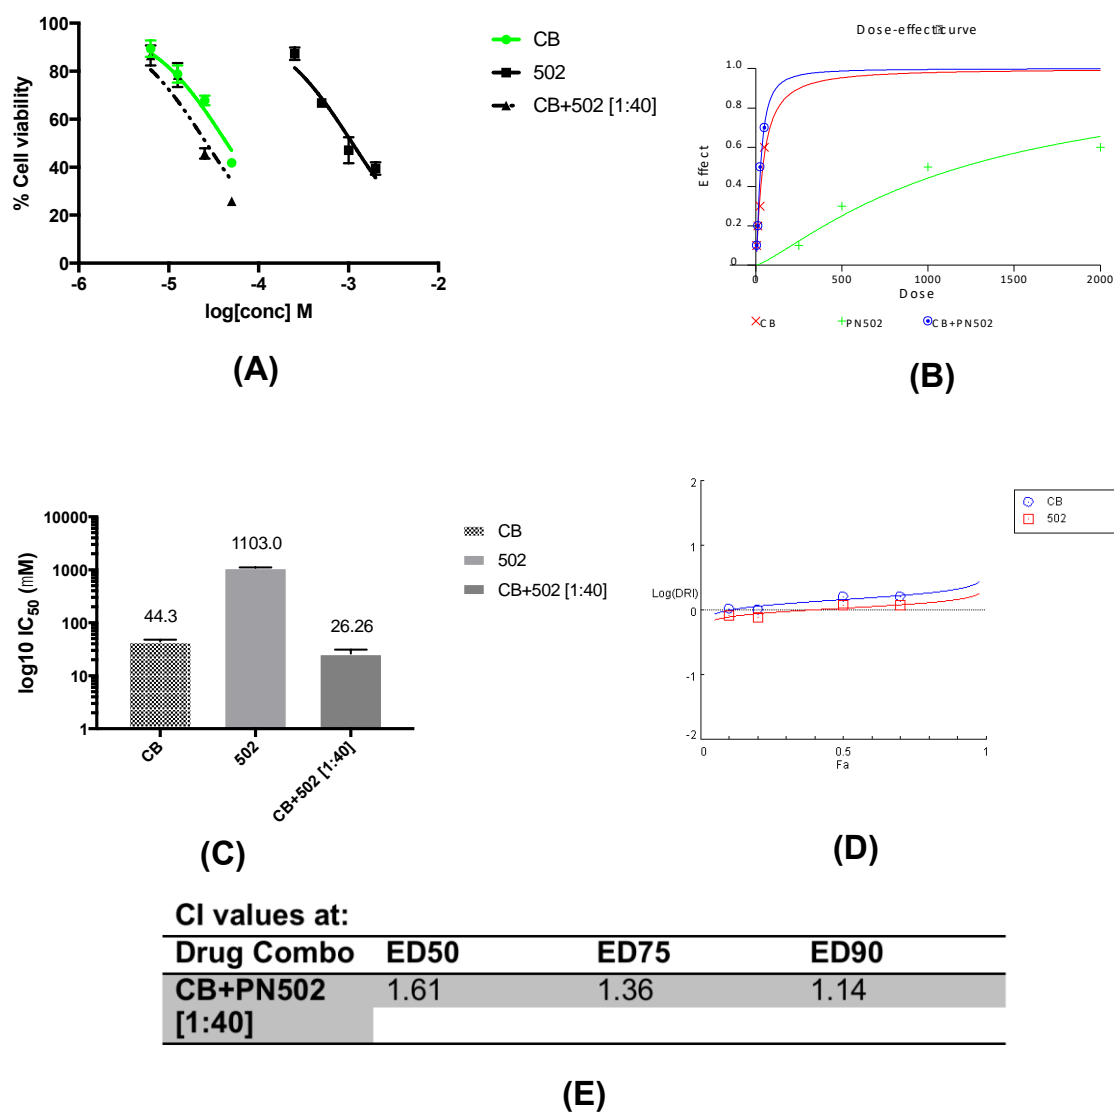 100
80
60
40
20
0
% Cell viability
-6 -5 -4 -3 -2
log[conc] M
CB
502
CB+502 [1:40]
(A)
Dose-effect curve
1.0
0.8
0.6
0.4
0.2
0
Effect
0 500 1000 1500 2000
Dose
CB PN502 CB+PN502
(B)
10000
1000
100
10
1
log10 IC50 (mM)
44.3
1103.0
26.26
CB
502
CB+502 [1:40]
CB
502
CB+502 [1:40]
(C)
2
1
Log(DRI) 0
-1
-2
0 0.5 1
Fa
CB
502
(D)
CI values at:
Drug Combo ED50 ED75 ED90
CB+PN502 1.61 1.36 1.14
[1:40]
(E)